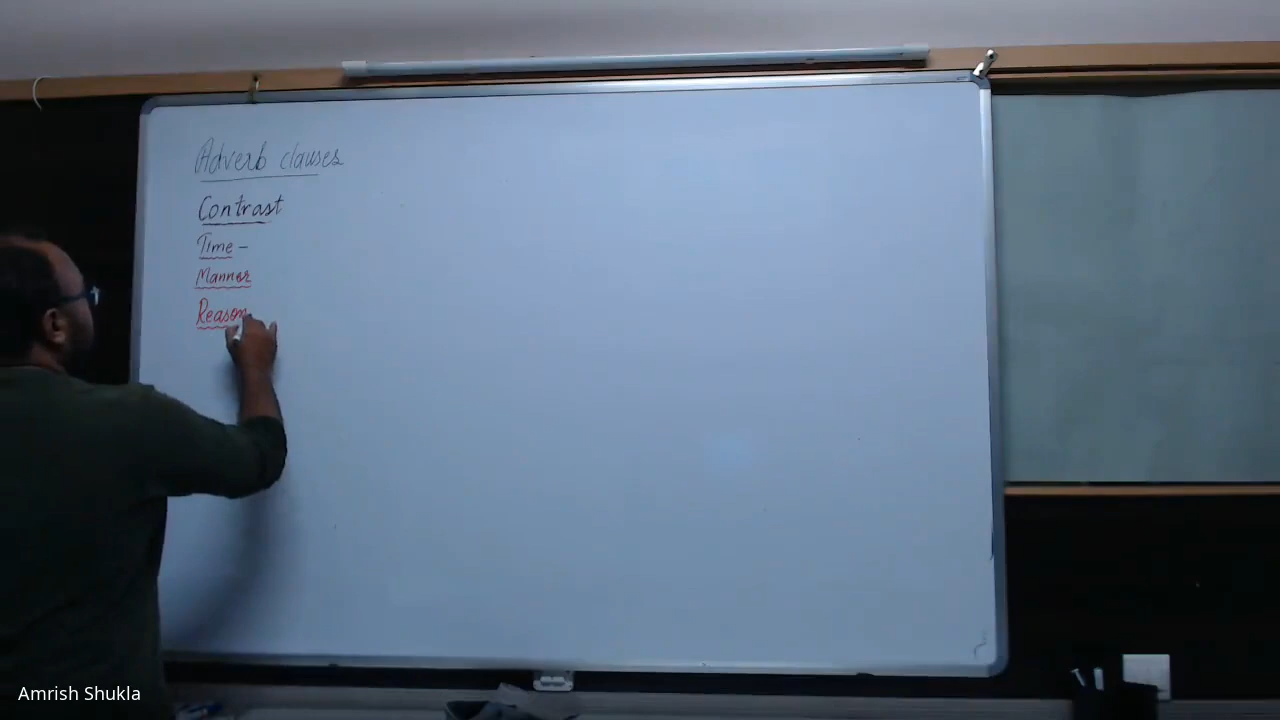 Adverb clauses
Contrast
Time -
Manner
Reason
Amrish Shukla